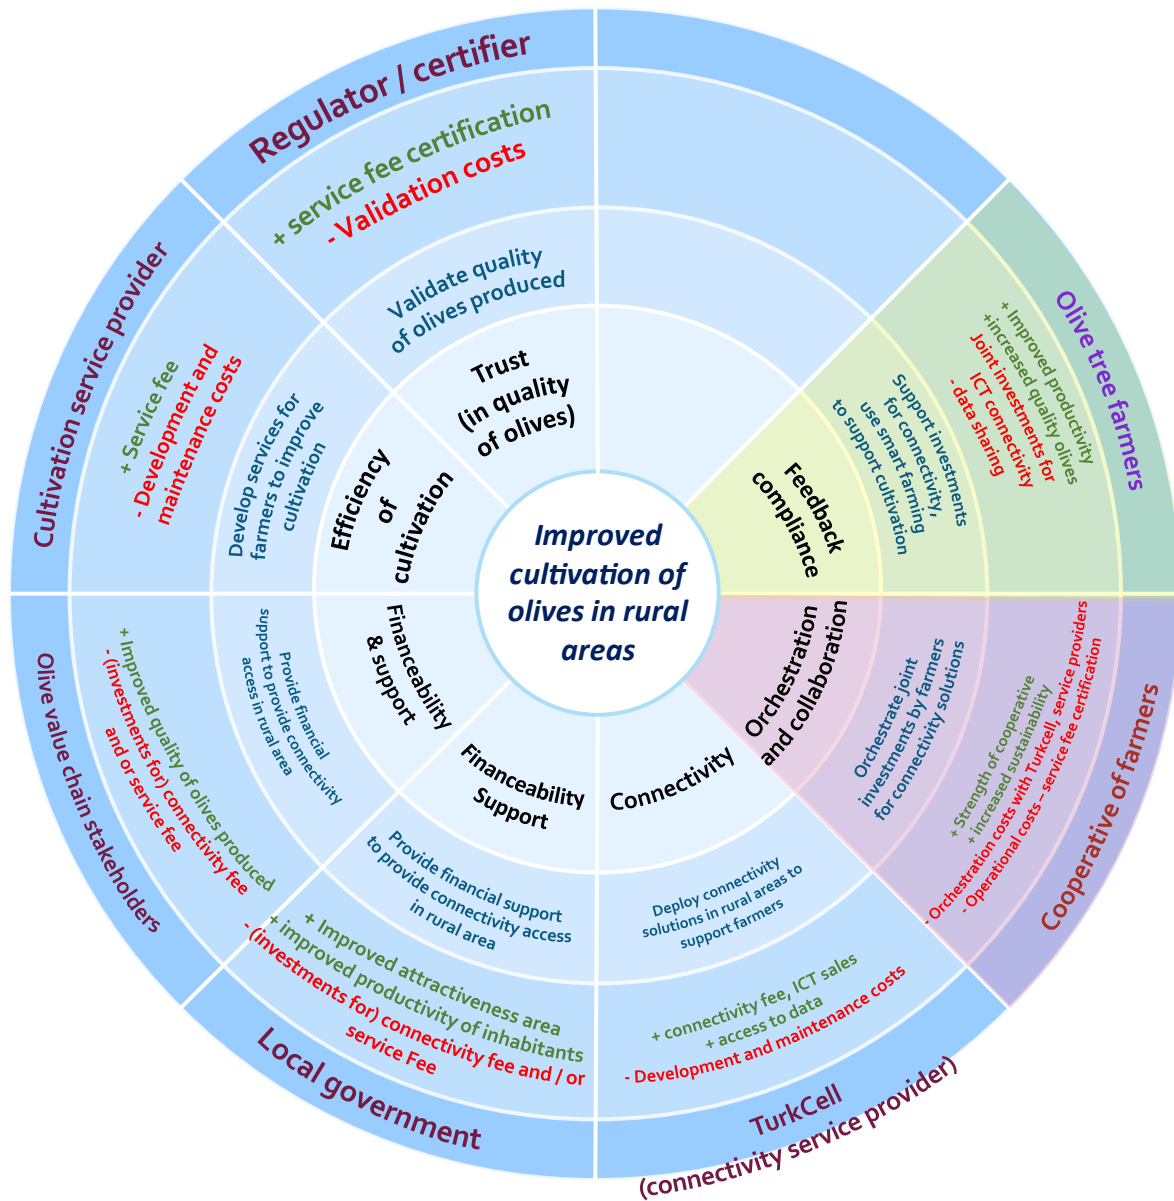 Improved
cultivation of
olives in rural
areas
Regulator / certifier
+ service fee certification
- Validation costs
Validate quality
of olives produced
Trust
(in quality
of olives)
Olive tree farmers
+ Improved productivity
+increased quality olives
Joint investments for
ICT connectivity
- data sharing
Support investments
for connectivity,
use smart farming
to support cultivation
Feedback
compliance
Cooperative of farmers
+ Strength of cooperative
+ increased sustainability
- Orchestration costs with Turkcell, service providers
- Operational costs – service fee certification
Orchestrate joint
investments by farmers
for connectivity solutions
Orchestration
and collaboration
Connectivity
Deploy connectivity
solutions in rural areas to
support farmers
+ connectivity fee, ICT sales
+ access to data
- Development and maintenance costs
TurkCell
(connectivity service provider)
Financeability
Support
Provide financial support
to provide connectivity access
in rural area
+ Improved attractiveness area
+ improved productivity of inhabitants
- (investments for) connectivity fee and / or
service Fee
Local government
Financeability
& support
Provide financial
support to provide connectivity
access in rural area
+ Improved quality of olives produced
- (investments for) connectivity fee
and/or service fee
Olive value chain stakeholders
Cultivation service provider
+ Service fee
- Development and
maintenance costs
Develop services for
farmers to improve
cultivation
Efficiency
of
cultivation